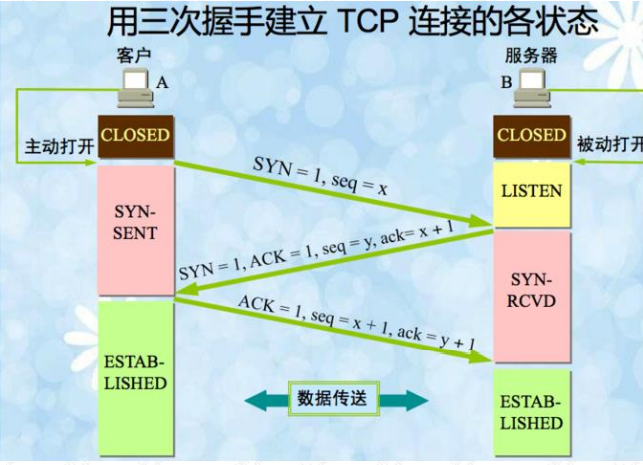 用三次握手建立 TCP 连接的各状态
客户
服务器
A
B
主动打开
CLOSED
CLOSED
被动打开
SYN = 1, seq = x
LISTEN
SYN-
SENT
SYN = 1, ACK = 1, seq = y, ack= x + 1
SYN-
RCVD
ACK = 1, seq = x + 1, ack = y + 1
ESTAB-
LISHED
数据传送
ESTAB-
LISHED